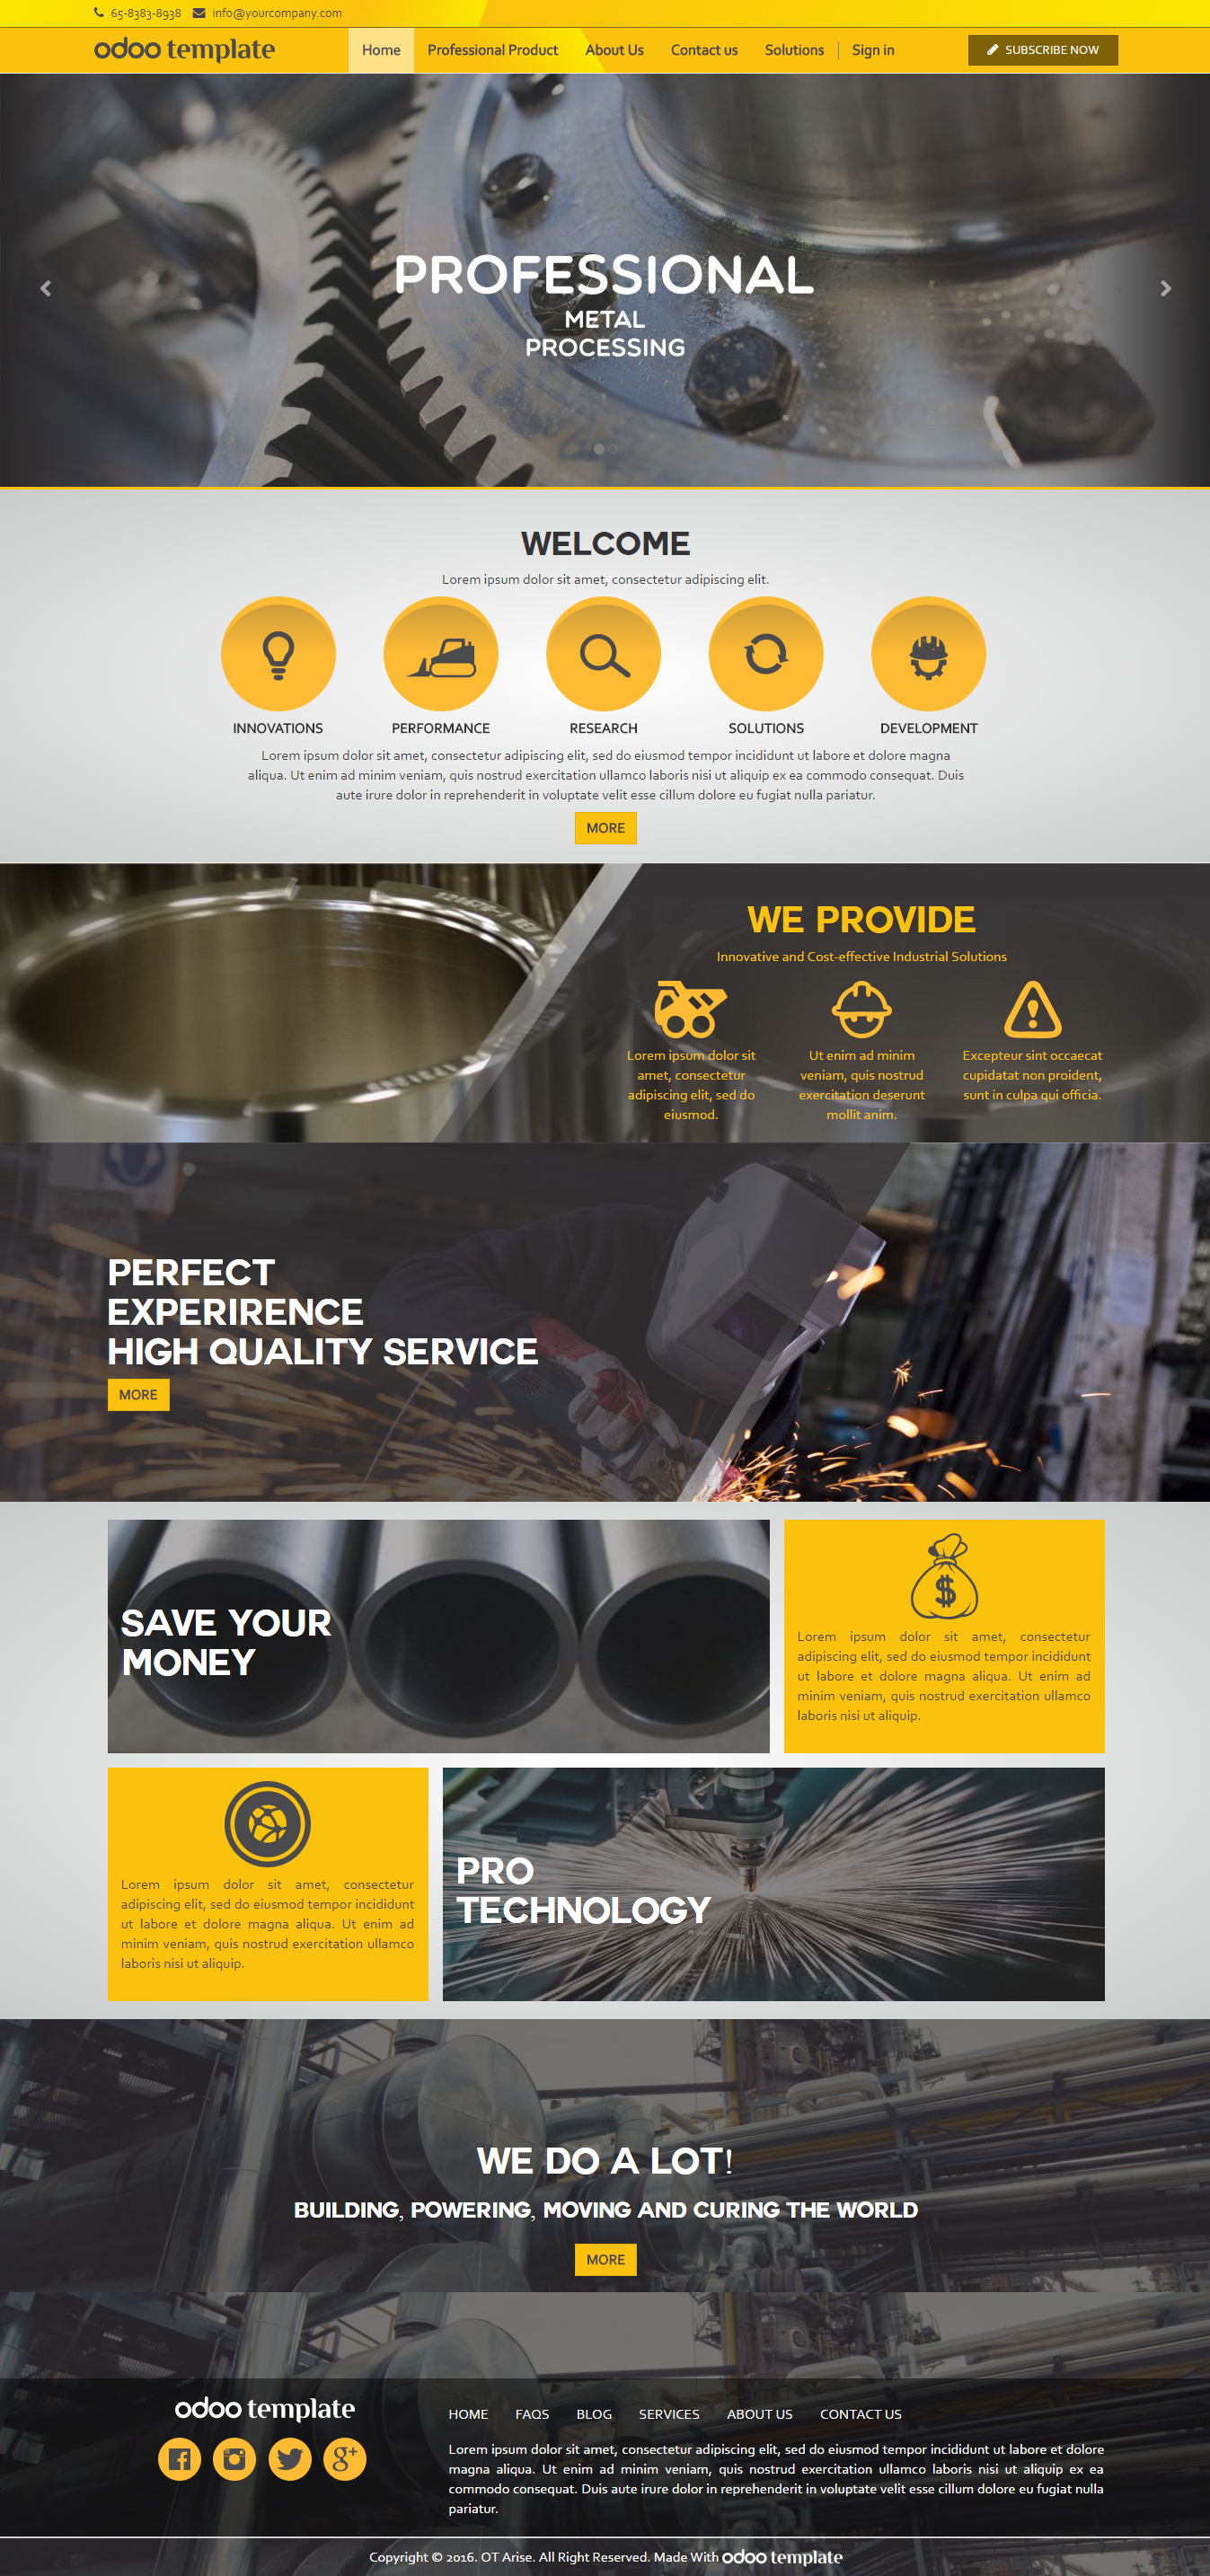 65-8383-8938 info@yourcompany.com
odoo template Home Professional Product About Us Contact us Solutions Sign in SUBSCRIBE NOW
PROFESSIONAL
METAL
PROCESSING
WELCOME
Lorem ipsum dolor sit amet, consectetur adipiscing elit.
INNOVATIONS PERFORMANCE RESEARCH SOLUTIONS DEVELOPMENT
Lorem ipsum dolor sit amet, consectetur adipiscing elit, sed do eiusmod tempor incididunt ut labore et dolore magna
aliqua. Ut enim ad minim veniam, quis nostrud exercitation ullamco laboris nisi ut aliquip ex ea commodo consequat. Duis
aute irure dolor in reprehenderit in voluptate velit esse cillum dolore eu fugiat nulla pariatur.
MORE
WE PROVIDE
Innovative and Cost-effective Industrial Solutions
Lorem ipsum dolor sit
amet, consectetur
adipiscing elit, sed do
eiusmod.
Ut enim ad minim
veniam, quis nostrud
exercitation deserunt
mollit anim.
Excepteur sint occaecat
cupidatat non proident,
sunt in culpa qui officia.
PERFECT
EXPERIRENCE
HIGH QUALITY SERVICE
MORE
SAVE YOUR
MONEY
$
Lorem ipsum dolor sit amet, consectetur
adipiscing elit, sed do eiusmod tempor incididunt
ut labore et dolore magna aliqua. Ut enim ad
minim veniam, quis nostrud exercitation ullamco
laboris nisi ut aliquip.
Lorem ipsum dolor sit amet, consectetur
adipiscing elit, sed do eiusmod tempor incididunt
ut labore et dolore magna aliqua. Ut enim ad
minim veniam, quis nostrud exercitation ullamco
laboris nisi ut aliquip.
PRO
TECHNOLOGY
WE DO A LOT!
BUILDING, POWERING, MOVING AND CURING THE WORLD
MORE
odoo template
HOME FAQS BLOG SERVICES ABOUT US CONTACT US
Lorem ipsum dolor sit amet, consectetur adipiscing elit, sed do eiusmod tempor incididunt ut labore et dolore
magna aliqua. Ut enim ad minim veniam, quis nostrud exercitation ullamco laboris nisi ut aliquip ex ea
commodo consequat. Duis aute irure dolor in reprehenderit in voluptate velit esse cillum dolore eu fugiat nulla
pariatur.
Copyright © 2016. OT Arise. All Right Reserved. Made With odoo template